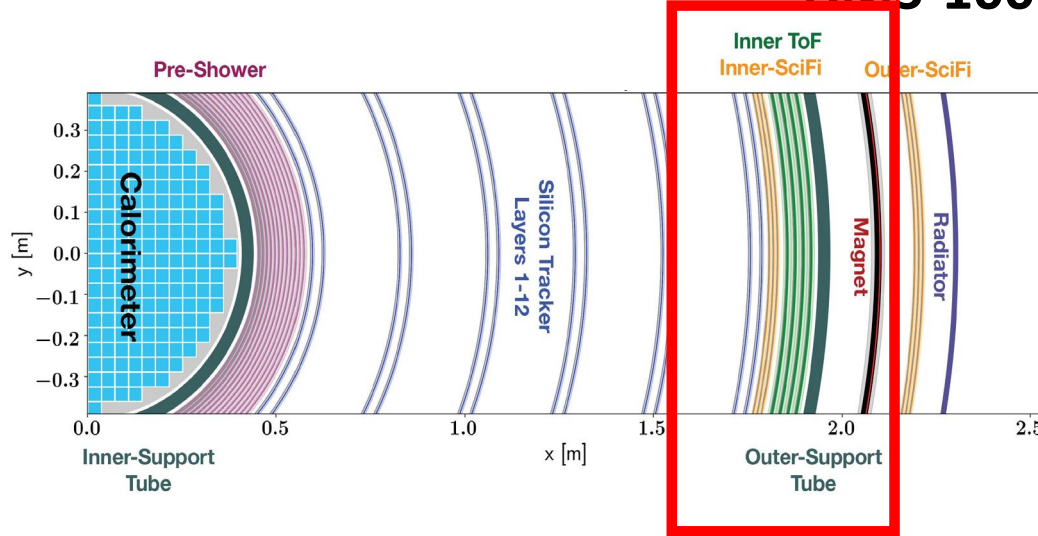 Inner ToF
Pre-Shower
Inner-SciFi
Outer-SciFi
0.3
0.2
0.1
0.0
−0.1
−0.2
−0.3
y [m]
Calorimeter
Silicon Tracker
Layers 1-12
Magnet
Radiator
0.0
0.5
1.0
1.5
2.0
2.5
x [m]
Inner-Support
Tube
Outer-Support
Tube